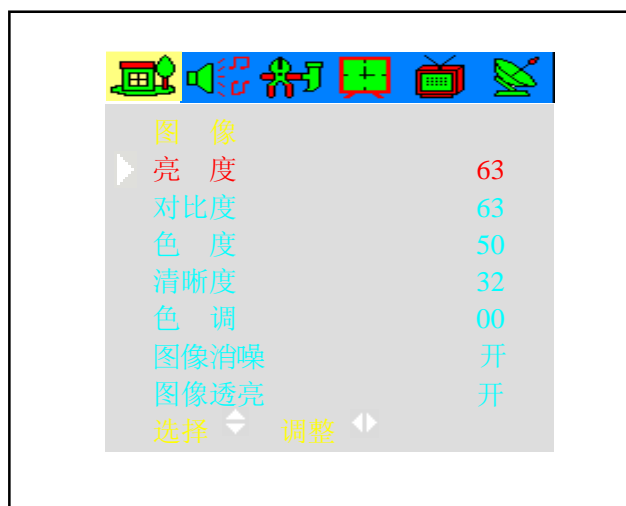 图 像
亮 度 63
对比度 63
色 度 50
清晰度 32
色 调 00
图像消噪 开
图像透亮 开
选择 调整